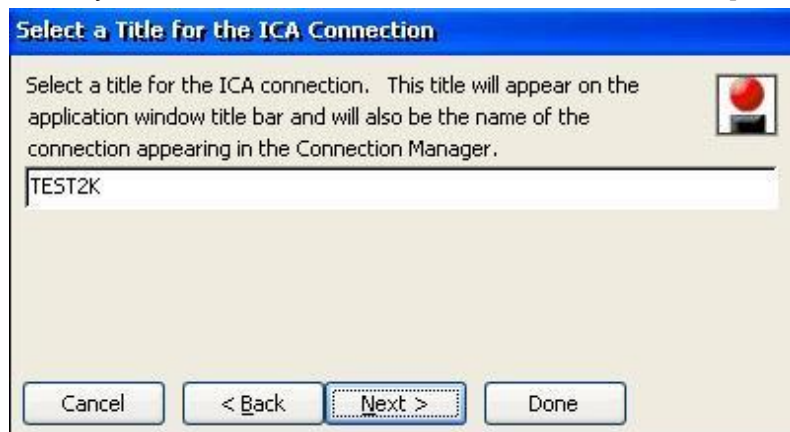 Select a Title for the ICA Connection
Select a title for the ICA connection. This title will appear on the
application window title bar and will also be the name of the
connection appearing in the Connection Manager.
TEST2K
Cancel < Back Next > Done